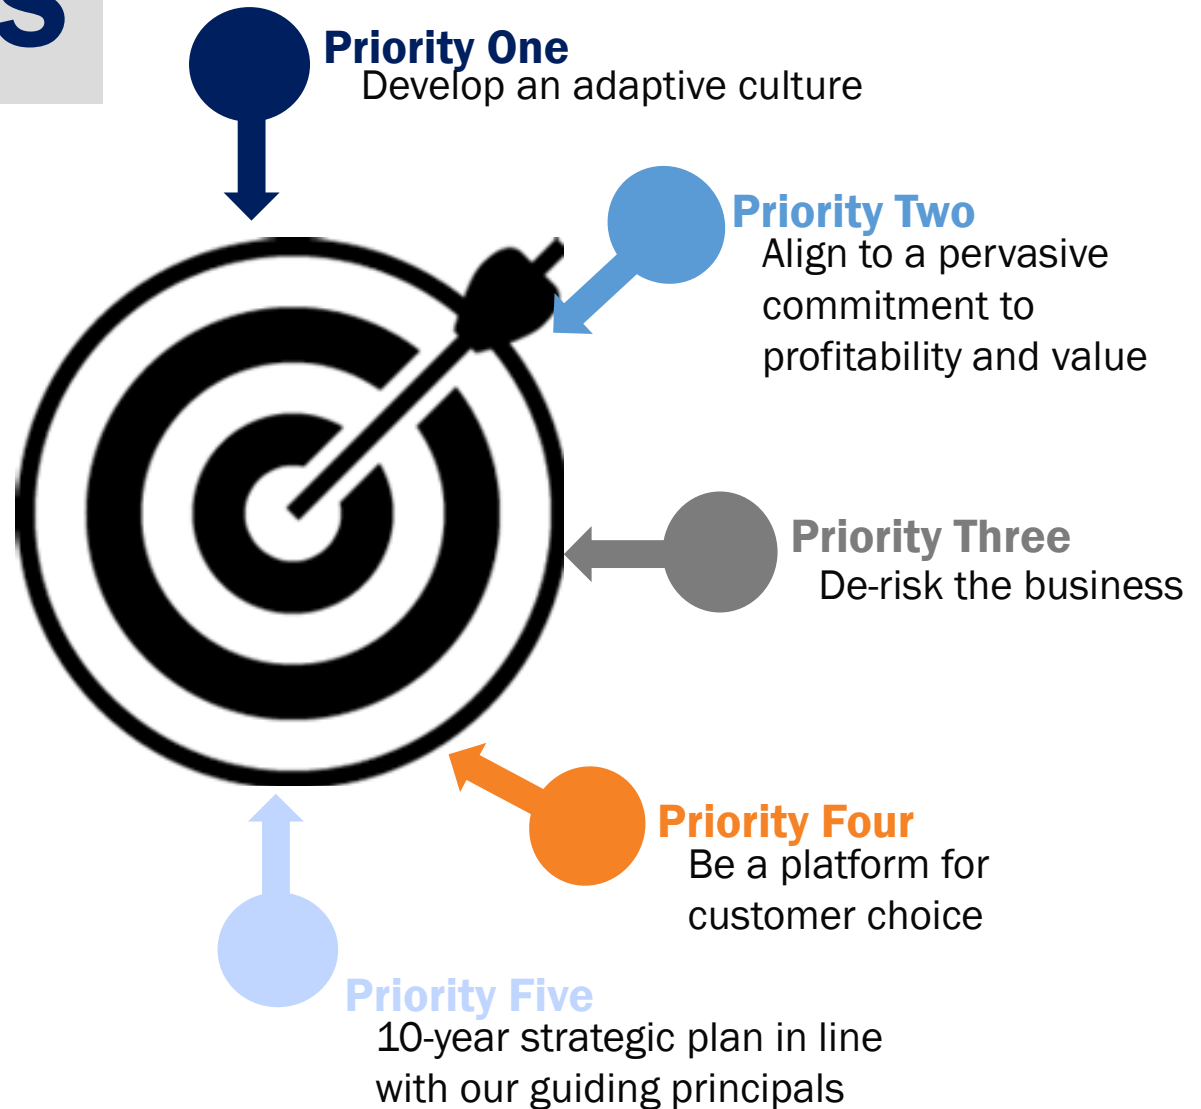 s
Priority One
Develop an adaptive culture
Priority Two
Align to a pervasive
commitment to
profitability and value
Priority Three
De-risk the business
Priority Four
Be a platform for
customer choice
Priority Five
10-year strategic plan in line
with our guiding principals